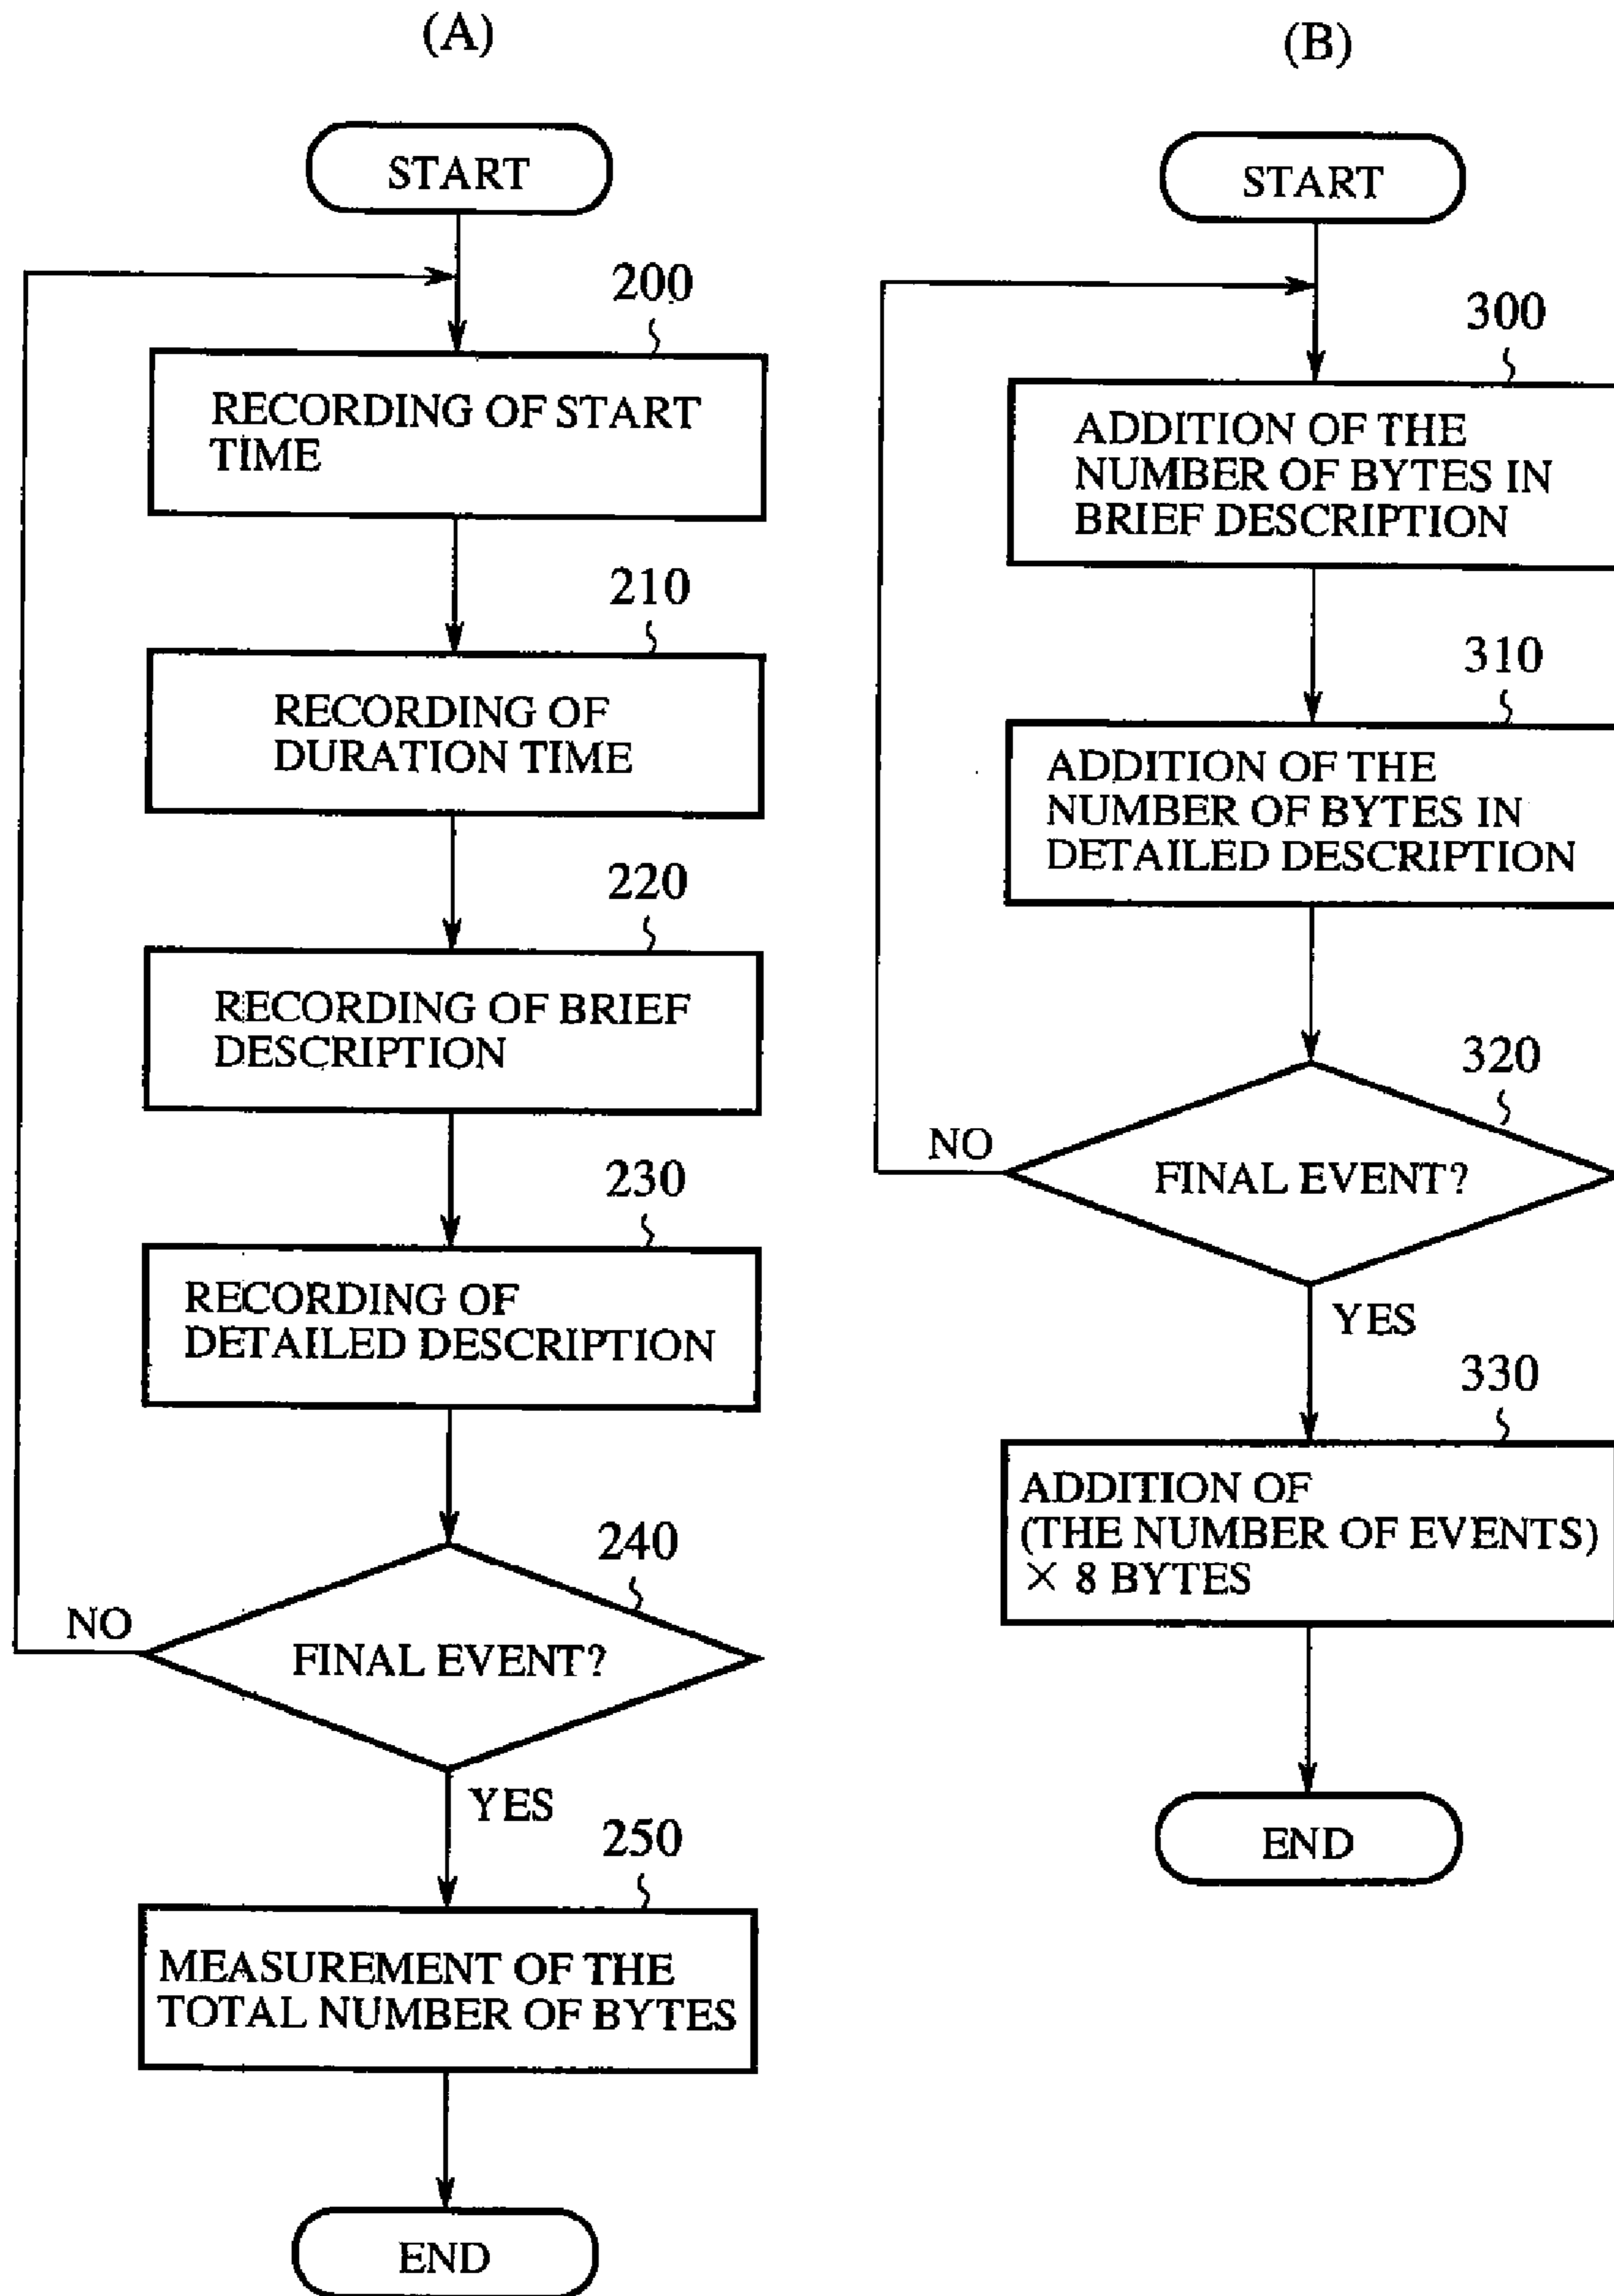 (A)
START
200
RECORDING OF START
TIME
210
RECORDING OF
DURATION TIME
220
RECORDING OF BRIEF
DESCRIPTION
230
RECORDING OF
DETAILED DESCRIPTION
240
NO
FINAL EVENT?
YES
250
MEASUREMENT OF THE
TOTAL NUMBER OF BYTES
END
(B)
START
300
ADDITION OF THE
NUMBER OF BYTES IN
BRIEF DESCRIPTION
310
ADDITION OF THE
NUMBER OF BYTES IN
DETAILED DESCRIPTION
320
NO
FINAL EVENT?
YES
330
ADDITION OF
(THE NUMBER OF EVENTS)
× 8 BYTES
END